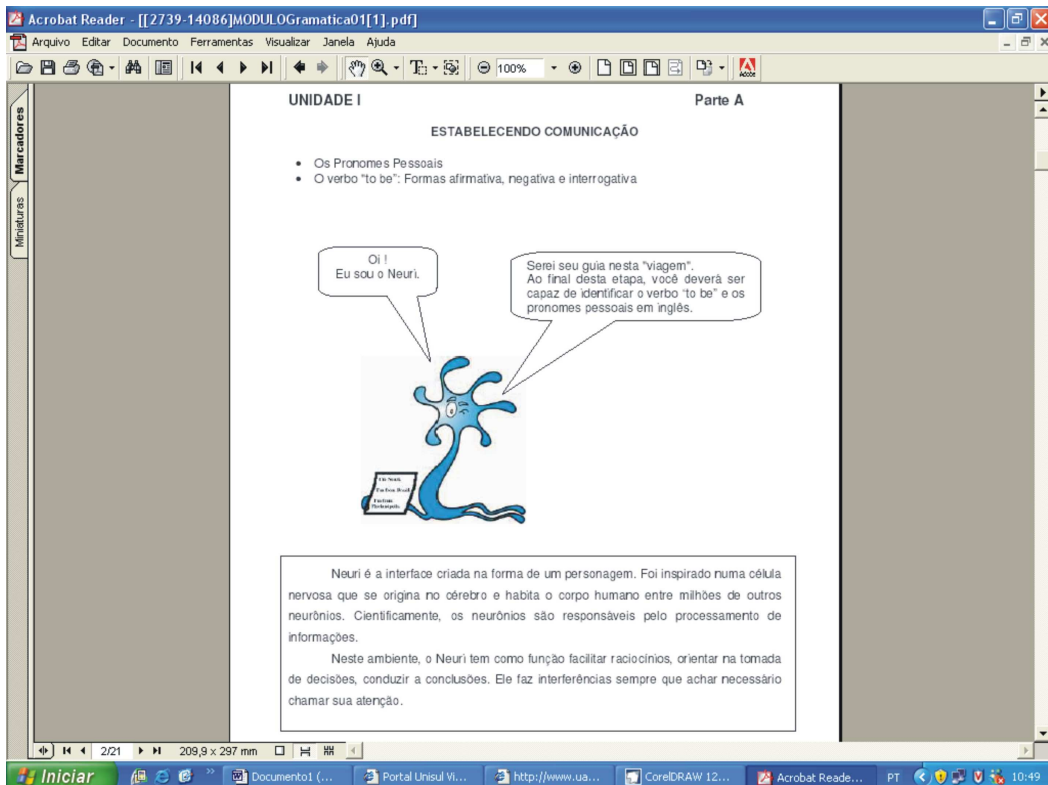 Acrobat Reader - [[2739-14086]MODULOGramatica01[1].pdf]
Arquivo Editar Documento Ferramentas Visualizar Janela Ajuda
100%
Adobe
Marcadores
Miniaturas
UNIDADE I Parte A
ESTABELECENDO COMUNICAÇÃO
• Os Pronomes Pessoais
• O verbo "to be": Formas afirmativa, negativa e interrogativa
Oi !
Eu sou o Neuri.
Serei seu guia nesta "viagem".
Ao final desta etapa, você deverá ser
capaz de identificar o verbo "to be" e os
pronomes pessoais em inglês.
Neuri é a interface criada na forma de um personagem. Foi inspirado numa célula
nervosa que se origina no cérebro e habita o corpo humano entre milhões de outros
neurônios. Cientificamente, os neurônios são responsáveis pelo processamento de
informações.
Neste ambiente, o Neuri tem como função facilitar raciocínios, orientar na tomada
de decisões, conduzir a conclusões. Ele faz interferências sempre que achar necessário
chamar sua atenção.
2/21 209,9 x 297 mm
Iniciar
Documento1 (...
Portal Unisul Vi...
http://www.ua...
CorelDRAW 12...
Acrobat Reade...
PT
10:49